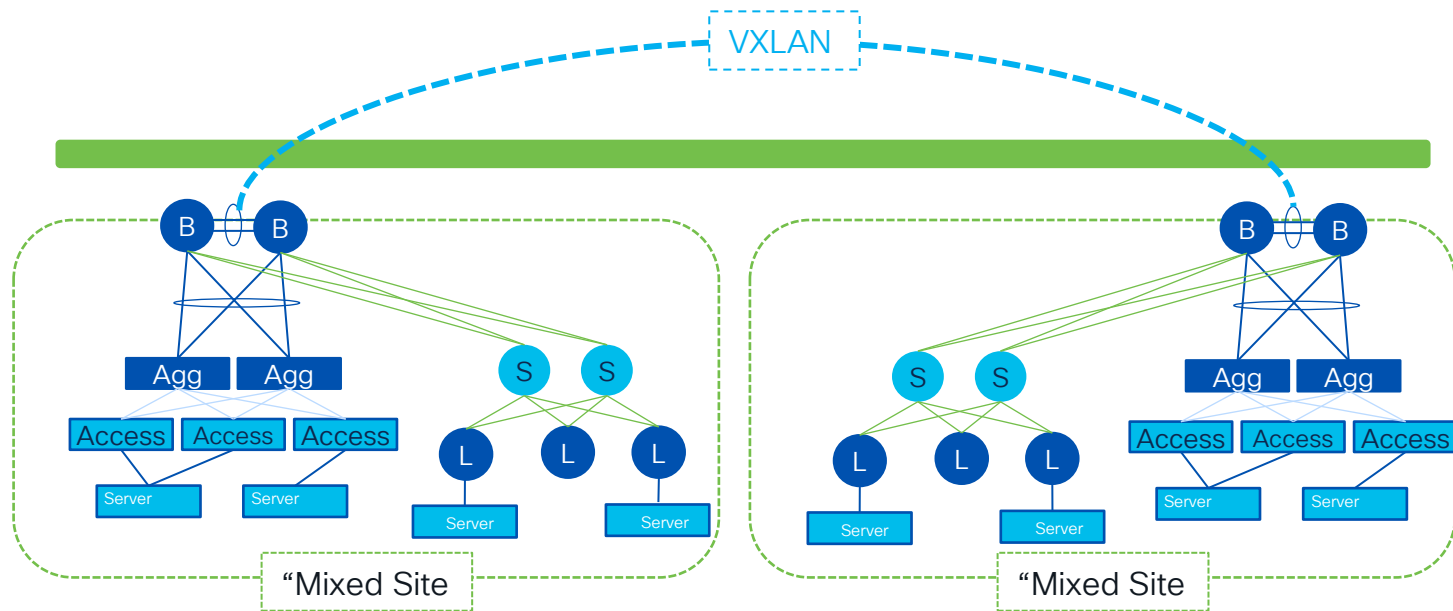 VXLAN
B B
B B
Agg Agg
S S
S S
Agg Agg
Access Access Access
L L L
L L L
Access Access Access
Server Server
Server Server
Server Server
Server Server
“Mixed Site
“Mixed Site